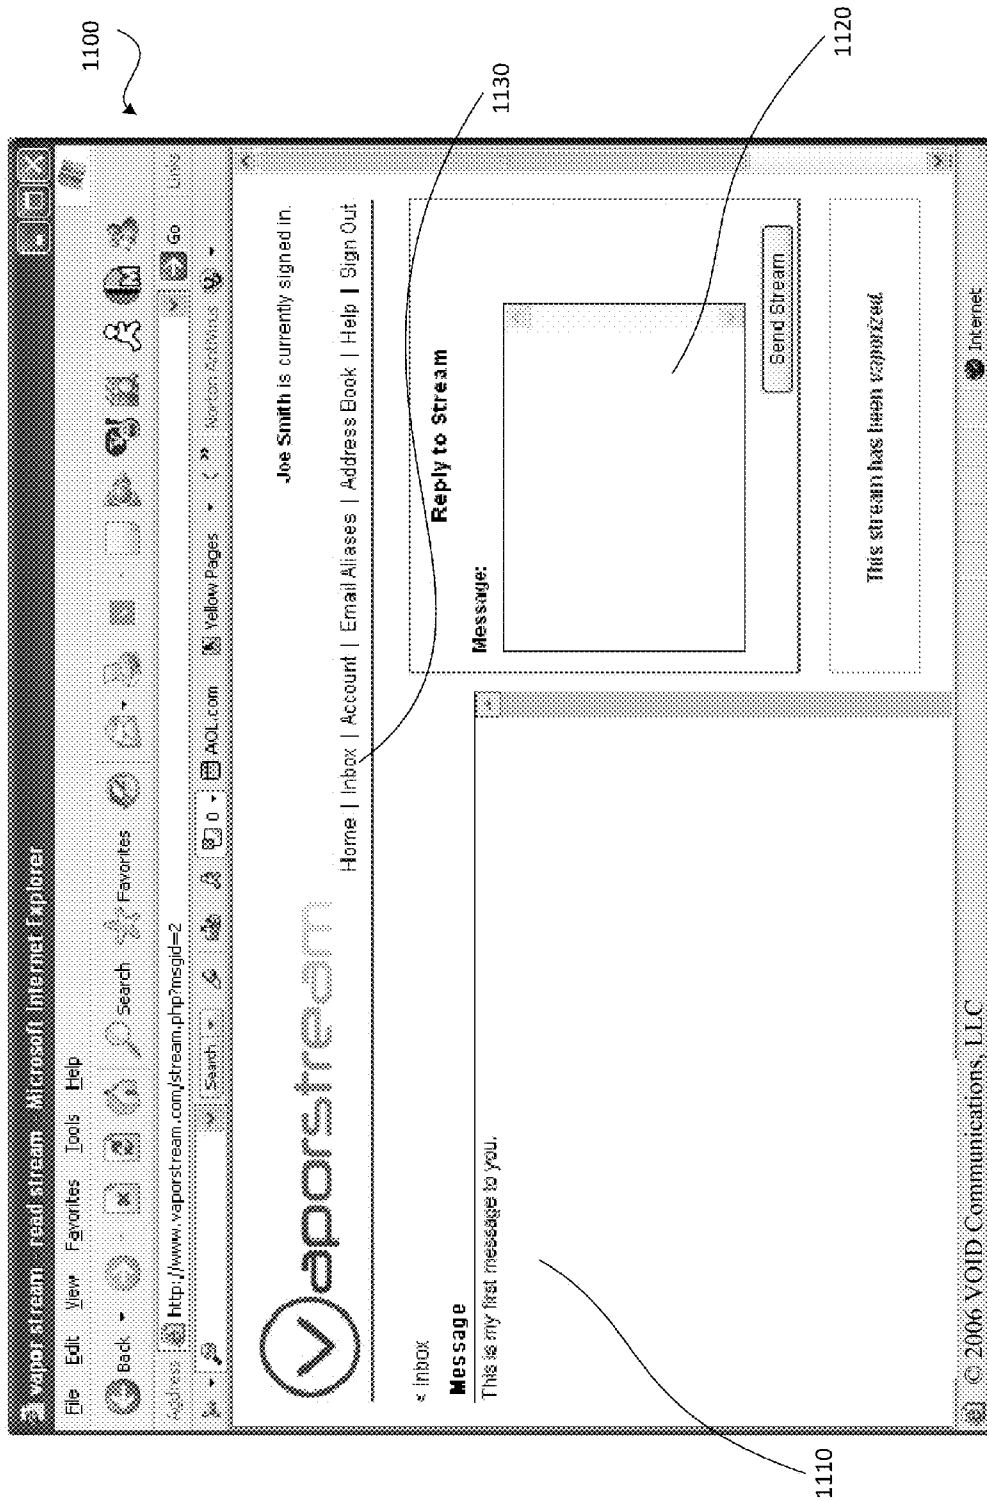 1100
vapor stream read stream Microsoft Internet Explorer
File Edit View Favorites Tools Help
Back Search Favorites
Address http://www.vaporstream.com/stream.php?msgid=2 Go Links
Search 0 AOL.com Yellow Pages » Norton AntiVirus
vaporstream
Joe Smith is currently signed in.
Home | Inbox | Account | Email Aliases | Address Book | Help | Sign Out
1130
« Inbox
Message
This is my first message to you.
Reply to Stream
Message:
Send Stream
This stream has been vaporized.
© 2006 VOID Communications, LLC
Internet
1110
1120